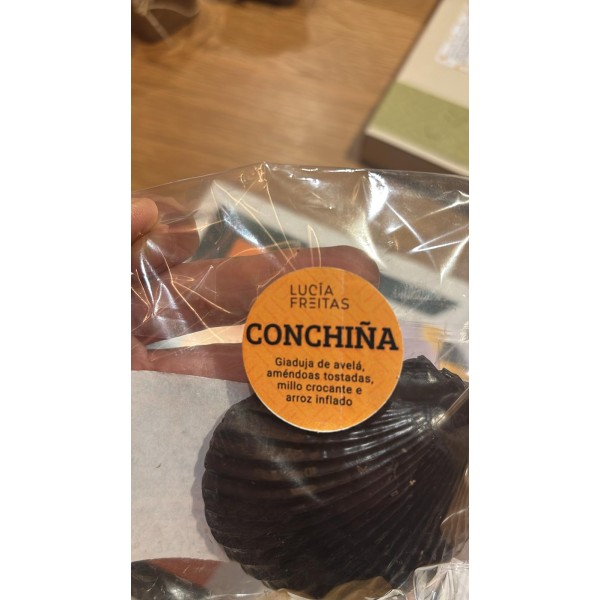 LUCÍA
FREITAS
CONCHIÑA
Giaduja de avelá,
améndoas tostadas,
millo crocante e
arroz inflado